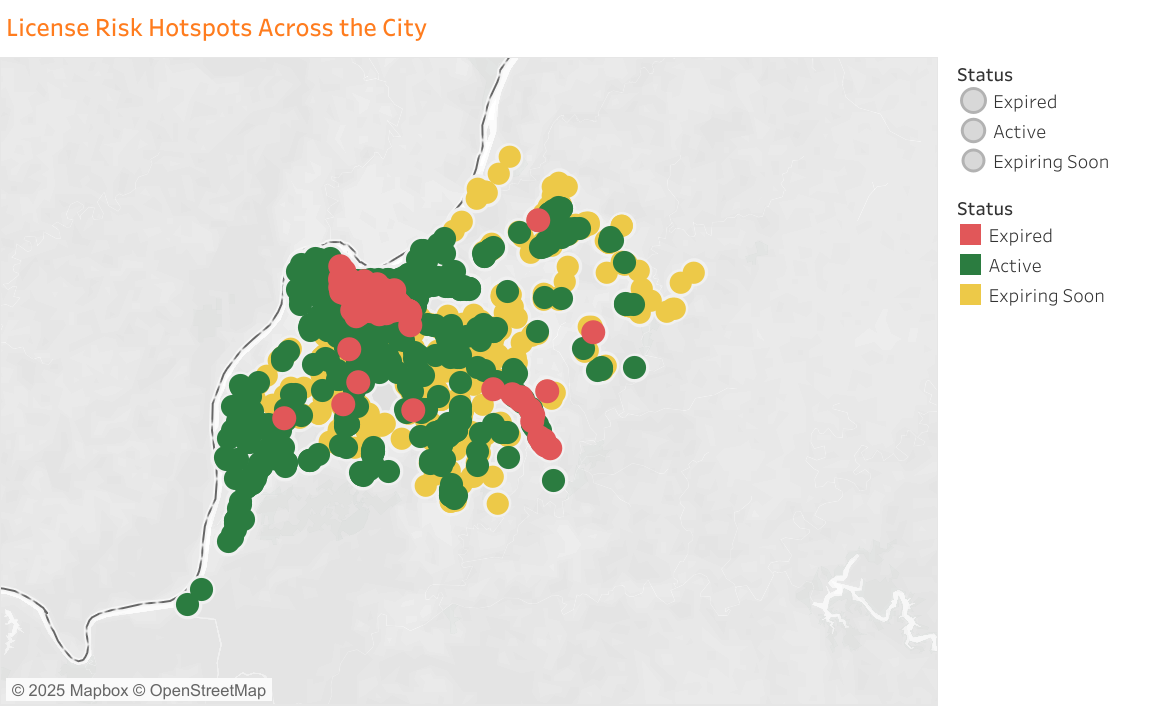 License Risk Hotspots Across the City
Status
Expired
Active
Expiring Soon
Status
Expired
Active
Expiring Soon
© 2025 Mapbox © OpenStreetMap